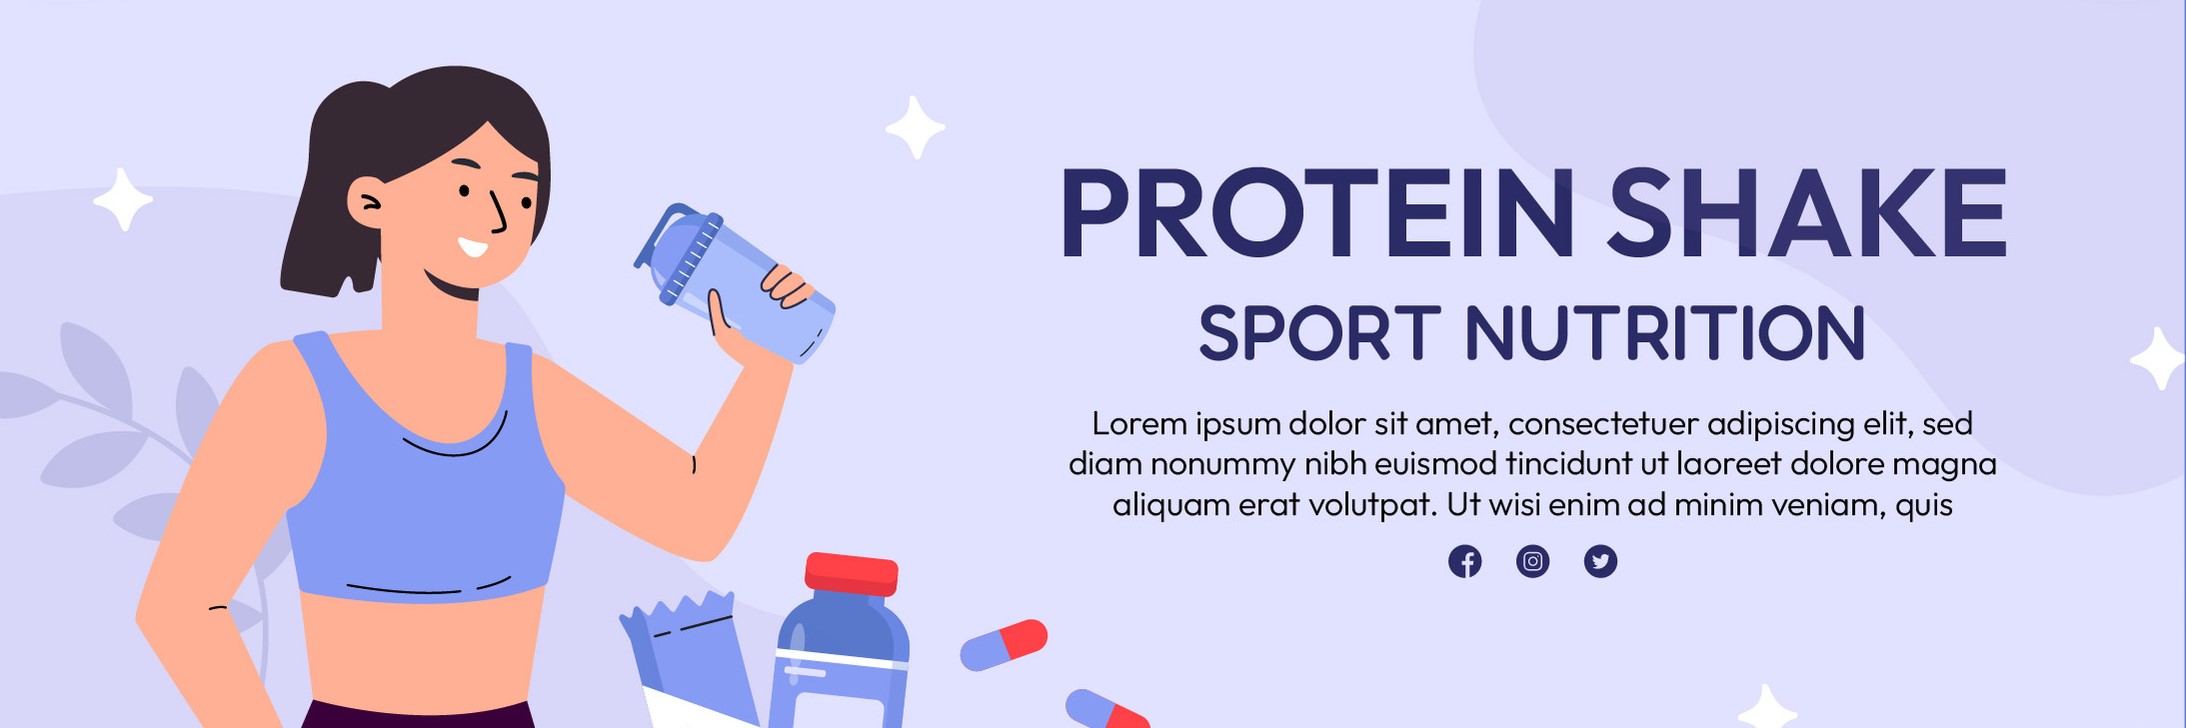 PROTEIN SHAKE
SPORT NUTRITION
Lorem ipsum dolor sit amet, consectetuer adipiscing elit, sed
diam nonummy nibh euismod tincidunt ut laoreet dolore magna
aliquam erat volutpat. Ut wisi enim ad minim veniam, quis